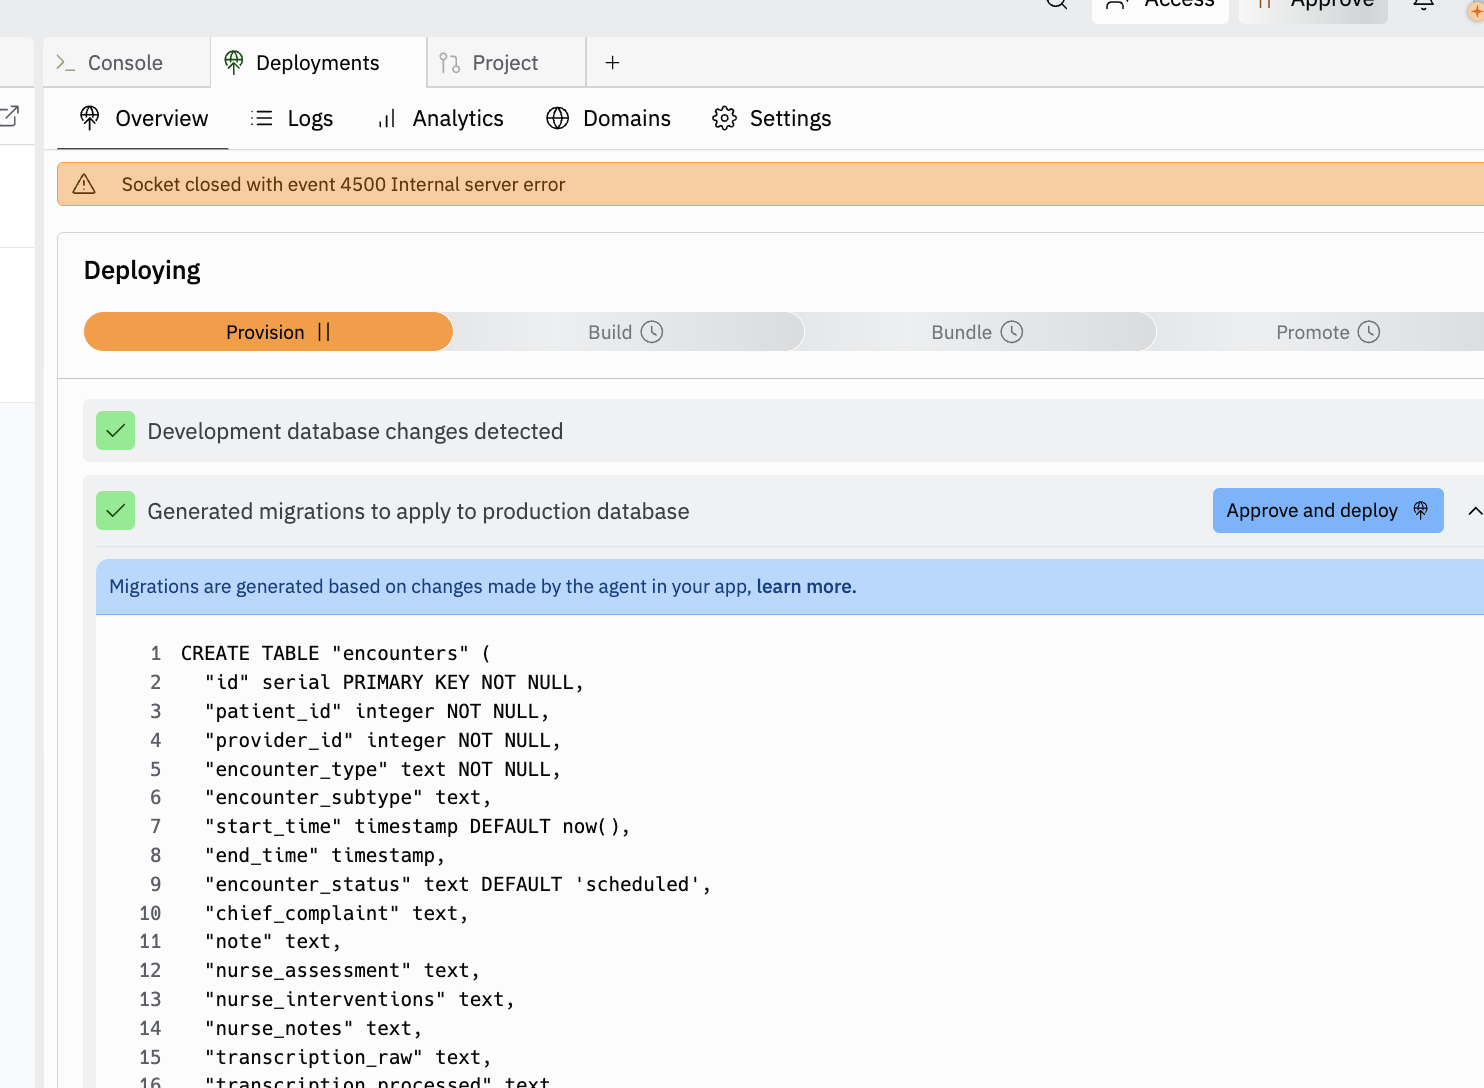 Access
Approve
Console
Deployments
Project
Overview
Logs
Analytics
Domains
Settings
Socket closed with event 4500 Internal server error
Deploying
Provision
Build
Bundle
Promote
Development database changes detected
Generated migrations to apply to production database
Approve and deploy
Migrations are generated based on changes made by the agent in your app, learn more.
1 CREATE TABLE "encounters" (
2 "id" serial PRIMARY KEY NOT NULL,
3 "patient_id" integer NOT NULL,
4 "provider_id" integer NOT NULL,
5 "encounter_type" text NOT NULL,
6 "encounter_subtype" text,
7 "start_time" timestamp DEFAULT now(),
8 "end_time" timestamp,
9 "encounter_status" text DEFAULT 'scheduled',
10 "chief_complaint" text,
11 "note" text,
12 "nurse_assessment" text,
13 "nurse_interventions" text,
14 "nurse_notes" text,
15 "transcription_raw" text,
16 "transcription_processed" text